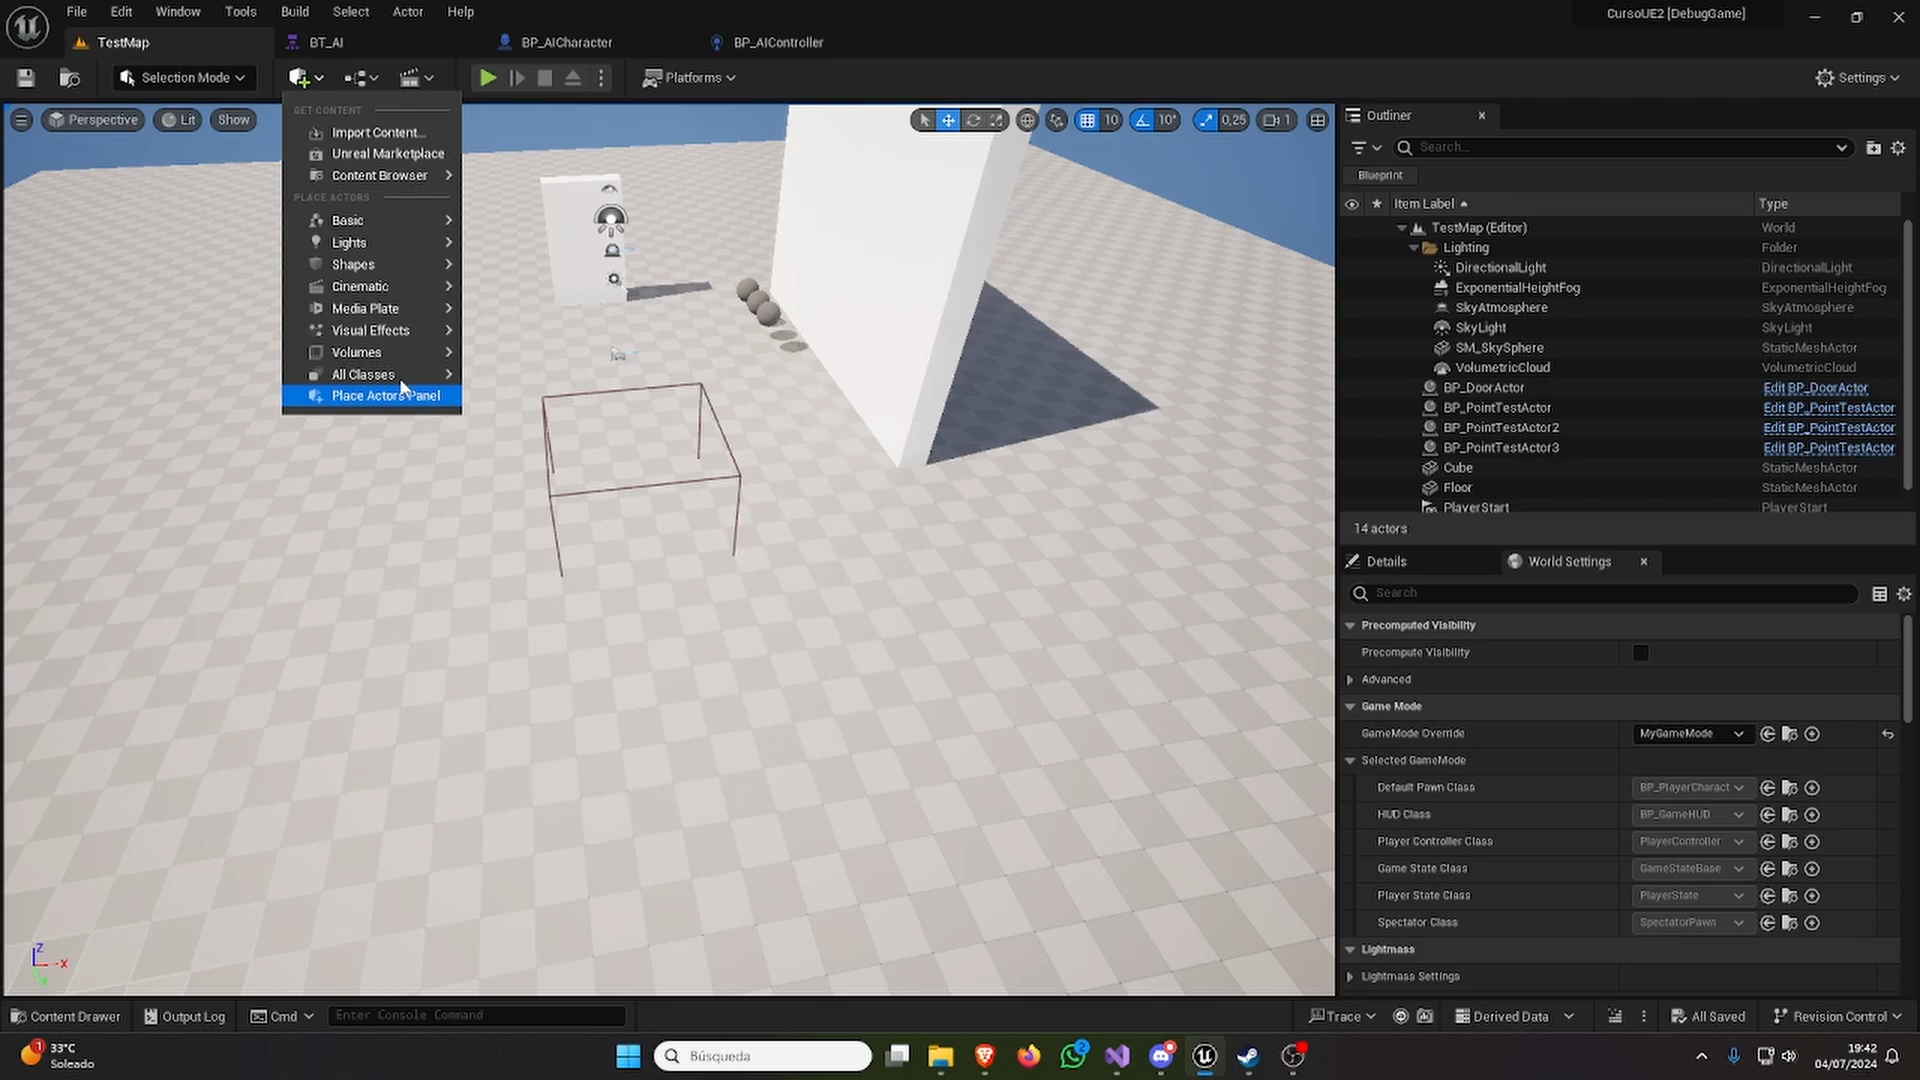 File Edit Window Tools Build Select Actor Help
CursoUE2 [DebugGame]
TestMap
BT_AI
BP_AICharacter
BP_AIController
Selection Mode
Platforms
Settings
Perspective
Lit
Show
10
10°
0,25
1
GET CONTENT
Import Content...
Unreal Marketplace
Content Browser
PLACE ACTORS
Basic
Lights
Shapes
Cinematic
Media Plate
Visual Effects
Volumes
All Classes
Place Actors Panel
Outliner
Search...
Blueprint
Item Label
Type
TestMap (Editor) World
Lighting Folder
DirectionalLight DirectionalLight
ExponentialHeightFog ExponentialHeightFog
SkyAtmosphere SkyAtmosphere
SkyLight SkyLight
SM_SkySphere StaticMeshActor
VolumetricCloud VolumetricCloud
BP_DoorActor Edit BP_DoorActor
BP_PointTestActor Edit BP_PointTestActor
BP_PointTestActor2 Edit BP_PointTestActor
BP_PointTestActor3 Edit BP_PointTestActor
Cube StaticMeshActor
Floor StaticMeshActor
PlayerStart PlayerStart
14 actors
Details
World Settings
Search
Precomputed Visibility
Precompute Visibility
Advanced
Game Mode
GameMode Override MyGameMode
Selected GameMode
Default Pawn Class BP_PlayerCharact
HUD Class BP_GameHUD
Player Controller Class PlayerController
Game State Class GameStateBase
Player State Class PlayerState
Spectator Class SpectatorPawn
Lightmass
Lightmass Settings
Z
X
Content Drawer
Output Log
Cmd
Enter Console Command
Trace
Derived Data
All Saved
Revision Control
1
33°C
Soleado
Búsqueda
2
19:42
04/07/2024